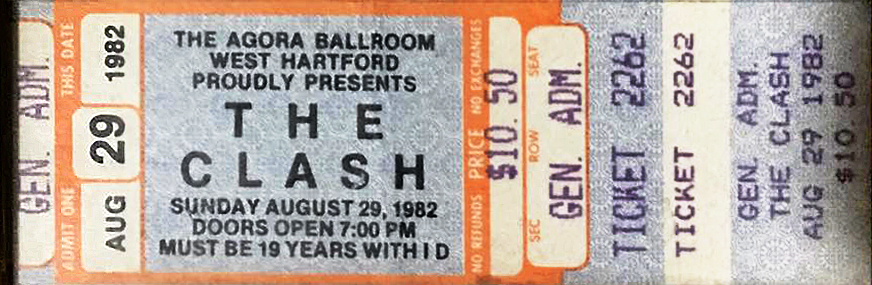 GEN. ADM.
ADMIT ONE THIS DATE
AUG 29 1982
THE AGORA BALLROOM
WEST HARTFORD
PROUDLY PRESENTS
THE
CLASH
SUNDAY AUGUST 29, 1982
DOORS OPEN 7:00 PM
MUST BE 19 YEARS WITH I D
NO REFUNDS PRICE NO EXCHANGES
$10.50
SEC ROW SEAT
GEN. ADM.
TICKET 2262
TICKET 2262
GEN. ADM.
THE CLASH
AUG 29 1982
$10.50